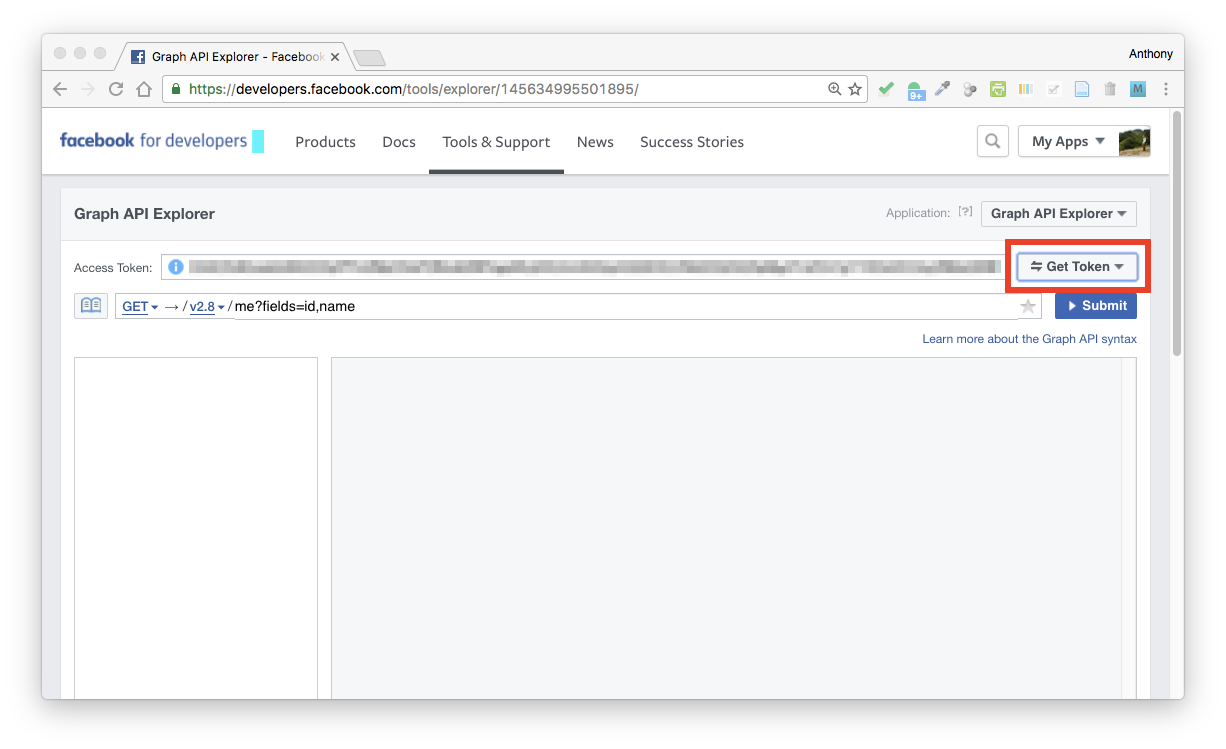 Graph API Explorer - Facebook
Anthony
https://developers.facebook.com/tools/explorer/145634995501895/
9+
M
facebook for developers
Products
Docs
Tools & Support
News
Success Stories
My Apps
Graph API Explorer
Application: [?]
Graph API Explorer
Access Token:
Get Token
GET → / v2.8 / me?fields=id,name
Submit
Learn more about the Graph API syntax